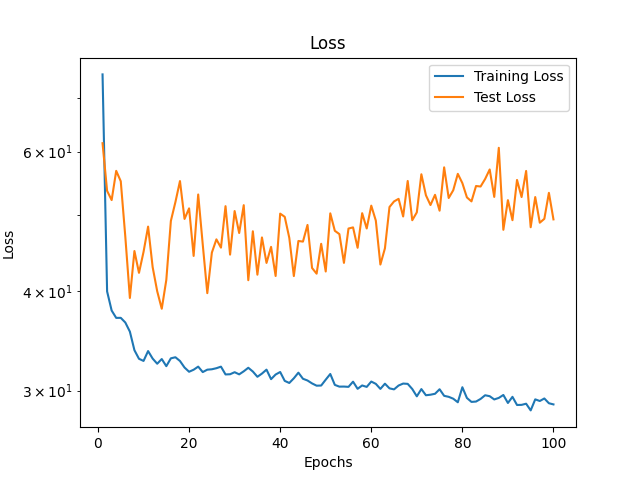 Loss
Training Loss
Test Loss
6 × 10¹
4 × 10¹
3 × 10¹
Loss
0 20 40 60 80 100
Epochs